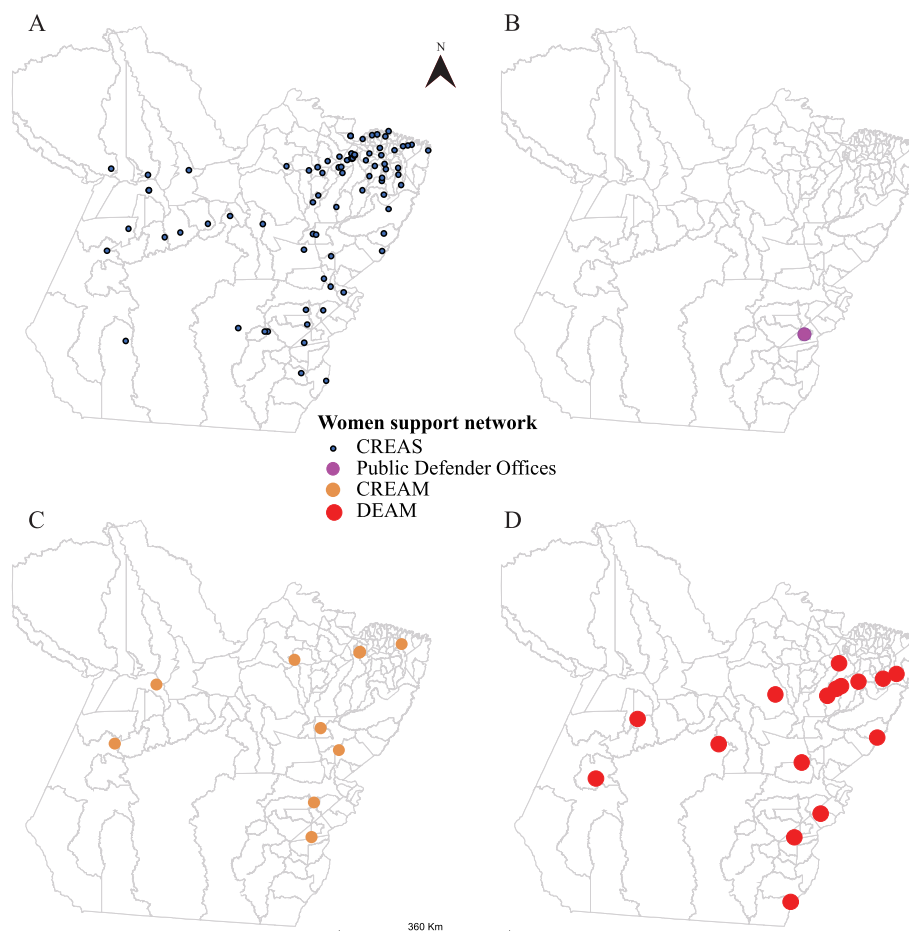 A
B
N
Women support network
CREAS
Public Defender Offices
CREAM
DEAM
C
D
360 Km